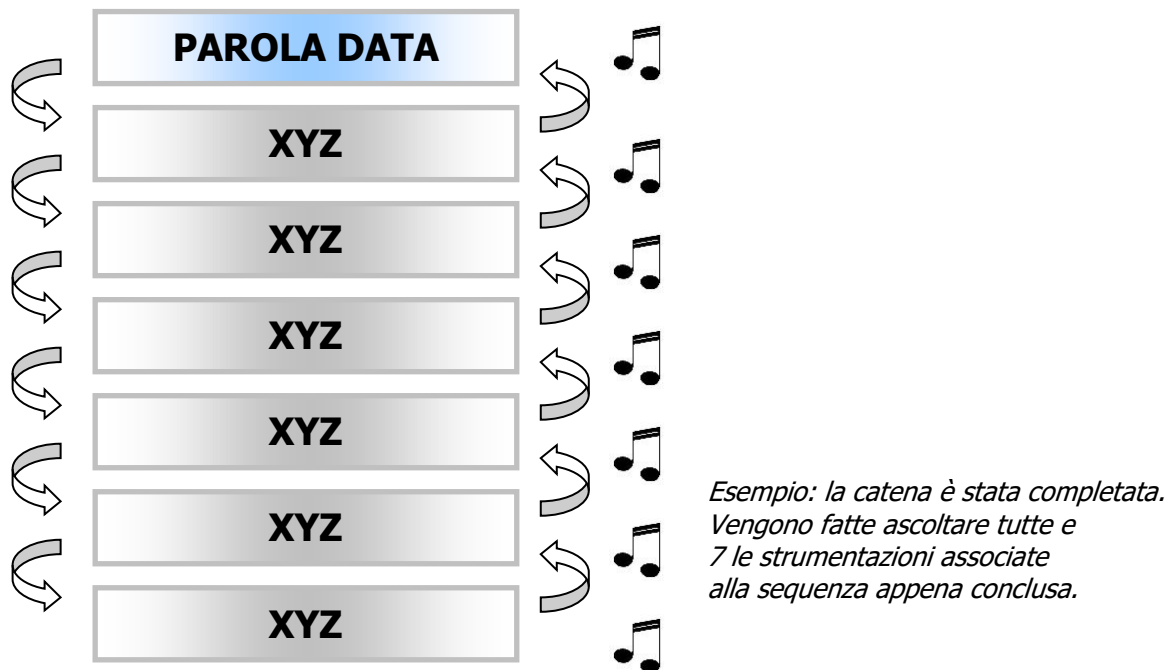 PAROLA DATA
XYZ
XYZ
XYZ
XYZ
XYZ
XYZ
Esempio: la catena è stata completata.
Vengono fatte ascoltare tutte e
7 le strumentazioni associate
alla sequenza appena conclusa.